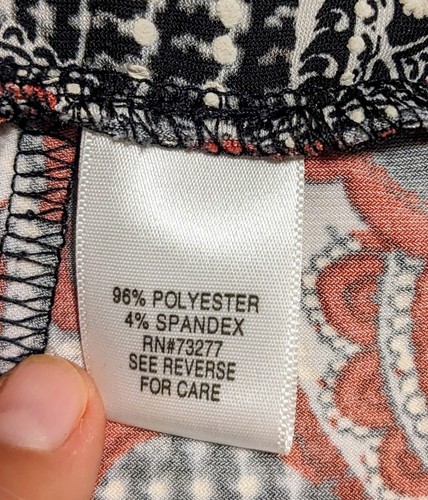 96% POLYESTER
4% SPANDEX
RN#73277
SEE REVERSE
FOR CARE